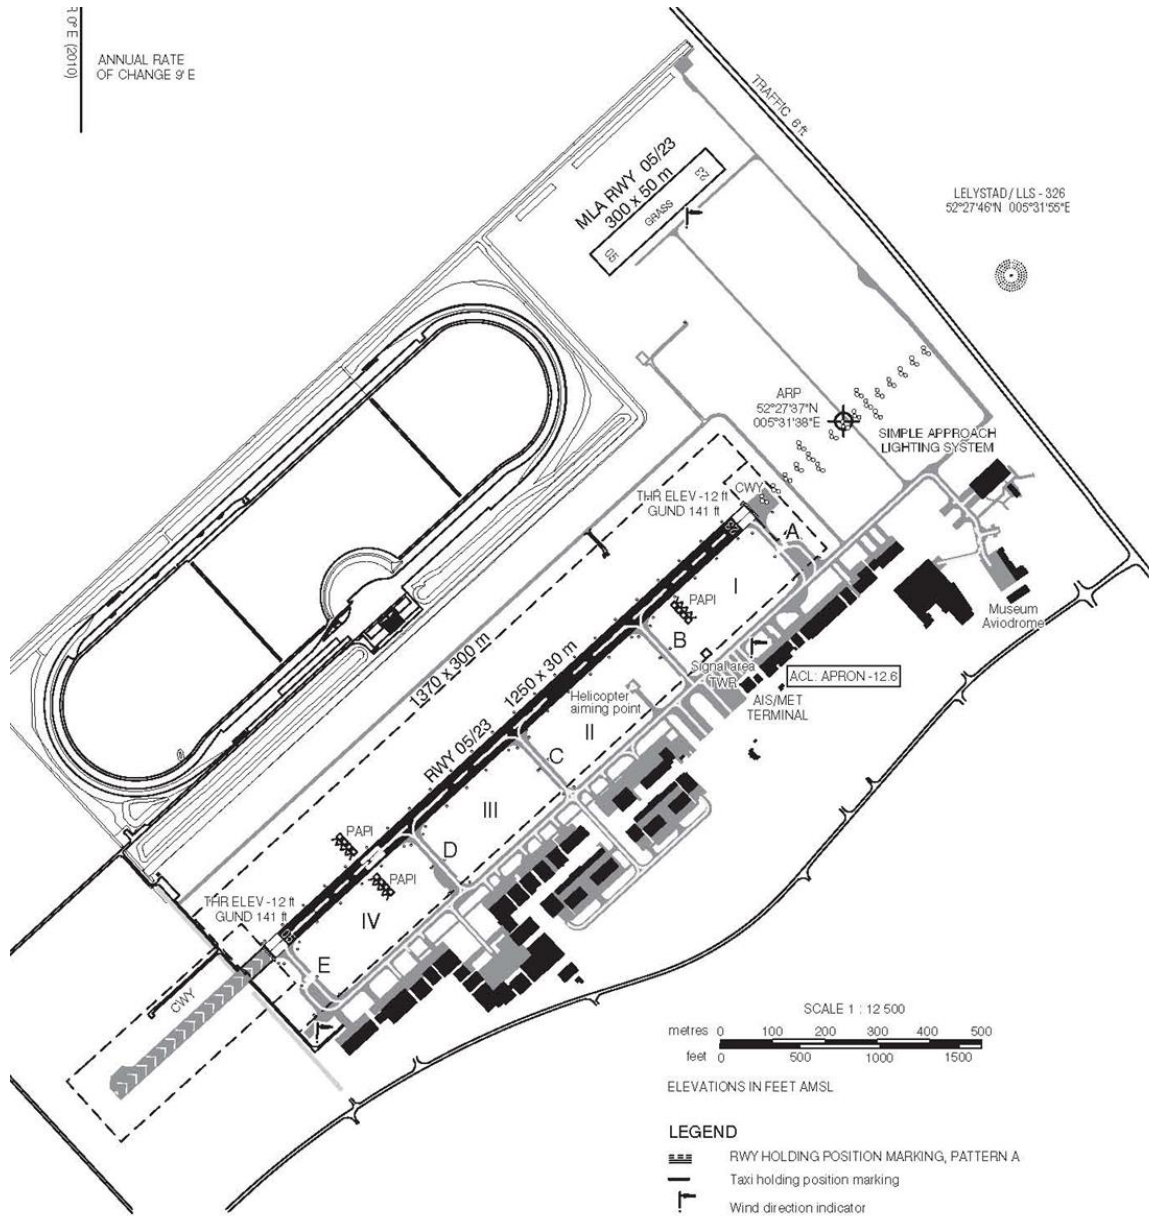 R 0° E (2010)
ANNUAL RATE
OF CHANGE 9' E
TRAFFIC 6 ft
MLA RWY 05/23
300 x 50 m
23
GRASS
05
LELYSTAD / LLS - 326
52°27'46"N 005°31'55"E
ARP
52°27'37"N
005°31'38"E
SIMPLE APPROACH
LIGHTING SYSTEM
CWY
THR ELEV -12 ft
GUND 141 ft
23
A
I
PAPI
B
Museum
Aviodrome
1370 x 300 m
1250 x 30 m
Signal area
TWR
ACL: APRON -12.6
AIS/MET
TERMINAL
Helicopter
aiming point
II
RWY 05/23
C
III
PAPI
D
PAPI
THR ELEV -12 ft
GUND 141 ft
IV
05
E
CWY
SCALE 1 : 12 500
metres 0 100 200 300 400 500
feet 0 500 1000 1500
ELEVATIONS IN FEET AMSL
LEGEND
RWY HOLDING POSITION MARKING, PATTERN A
Taxi holding position marking
Wind direction indicator